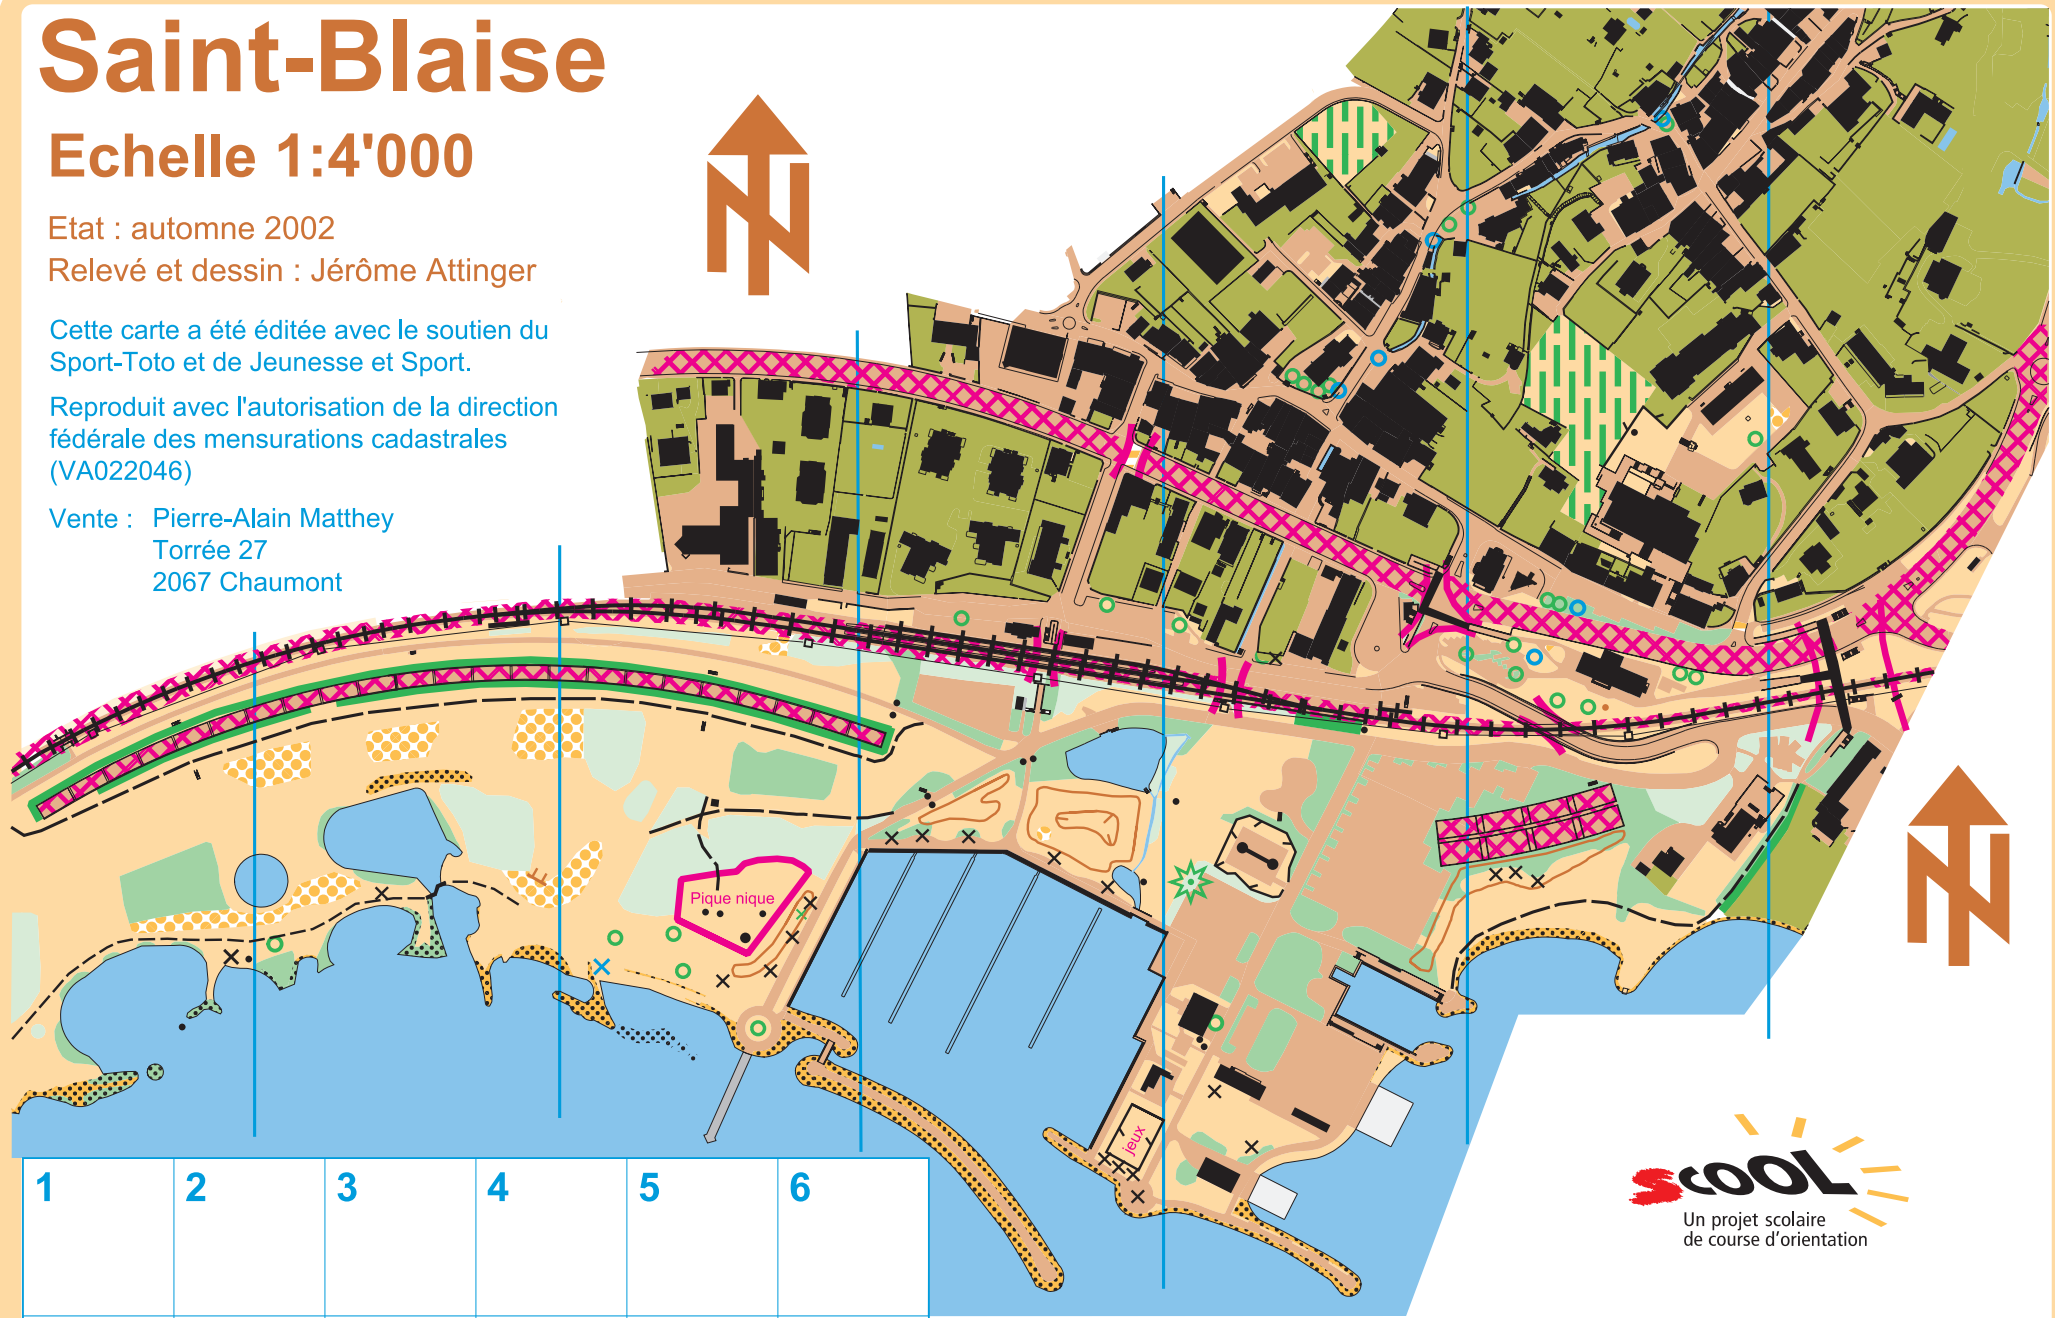 Saint-Blaise
Echelle 1:4'000
Etat : automne 2002
Relevé et dessin : Jérôme Attinger
Cette carte a été éditée avec le soutien du
Sport-Toto et de Jeunesse et Sport.
Reproduit avec l'autorisation de la direction
fédérale des mensurations cadastrales
(VA022046)
Vente : Pierre-Alain Matthey
Torrée 27
2067 Chaumont
N
Pique nique
N
jeux
1 2 3 4 5 6
sCOOL
Un projet scolaire
de course d'orientation